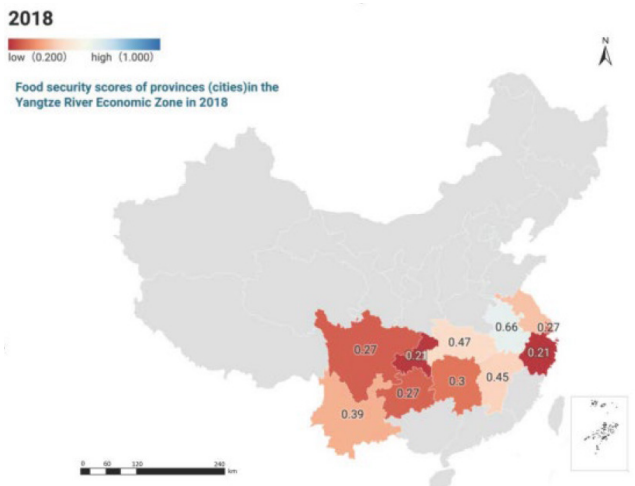 2018
low (0.200) high (1.000)
Food security scores of provinces (cities)in the
Yangtze River Economic Zone in 2018
N
0.66
0.27
0.47
0.27
0.21
0.21
0.45
0.3
0.27
0.39
0 60 120 240
km